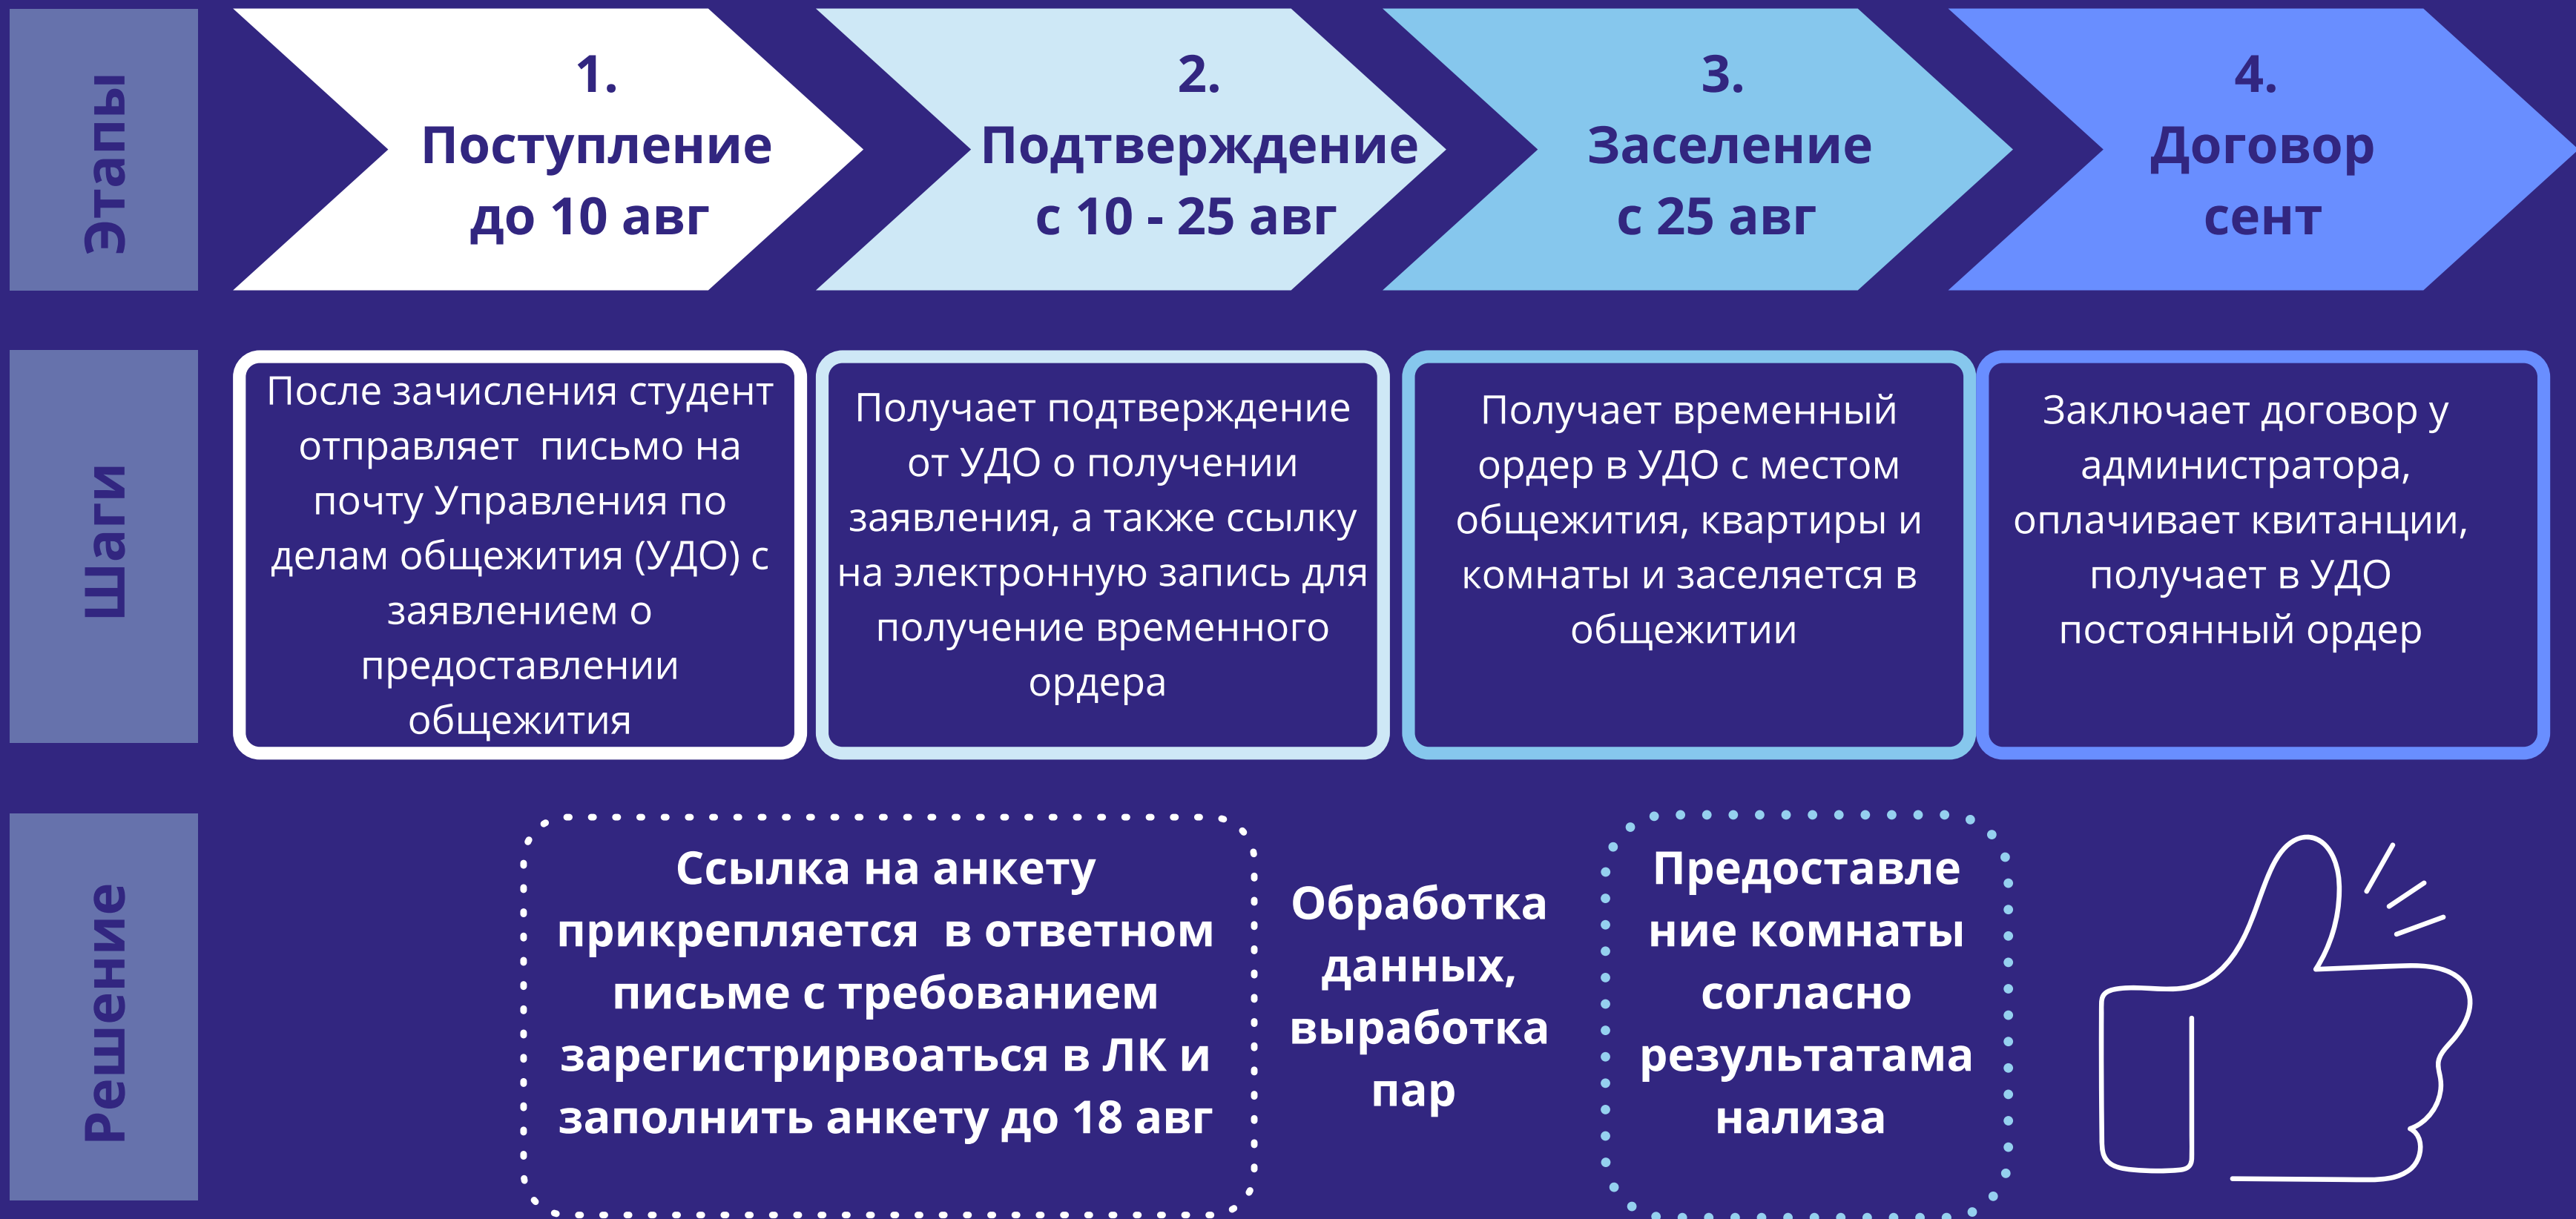 Этапы
1.
Поступление
до 10 авг
2.
Подтверждение
с 10 - 25 авг
3.
Заселение
с 25 авг
4.
Договор
сент
Шаги
После зачисления студент
отправляет  письмо на
почту Управления по
делам общежития (УДО) с
заявлением о
предоставлении
общежития
Получает подтверждение
от УДО о получении
заявления, а также ссылку
на электронную запись для
получение временного
ордера
Получает временный
ордер в УДО с местом
общежития, квартиры и
комнаты и заселяется в
общежитии
Заключает договор у
администратора,
оплачивает квитанции,
получает в УДО
постоянный ордер
Решение
Ссылка на анкету
прикрепляется  в ответном
письме с требованием
зарегистрирвоаться в ЛК и
заполнить анкету до 18 авг
Обработка
данных,
выработка
пар
Предоставле
ние комнаты
согласно
результатама
нализа